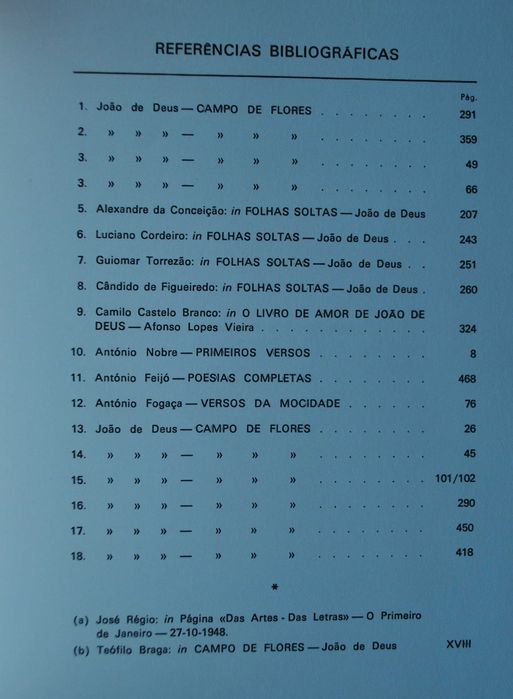 REFERÊNCIAS BIBLIOGRÁFICAS
Pág.
1. João de Deus — CAMPO DE FLORES . . . . . . . . 291
2. » » » — » » » . . . . . . . . 359
3. » » » — » » » . . . . . . . . 49
3. » » » — » » » . . . . . . . . 66
5. Alexandre da Conceição: in FOLHAS SOLTAS — João de Deus 207
6. Luciano Cordeiro: in FOLHAS SOLTAS — João de Deus . . . 243
7. Guiomar Torrezão: in FOLHAS SOLTAS — João de Deus . . 251
8. Cândido de Figueiredo: in FOLHAS SOLTAS — João de Deus . 260
9. Camilo Castelo Branco: in O LIVRO DE AMOR DE JOÃO DE
DEUS — Afonso Lopes Vieira . . . . . . . . . . . . 324
10. António Nobre — PRIMEIROS VERSOS . . . . . . . . 8
11. António Feijó — POESIAS COMPLETAS . . . . . . . . 468
12. António Fogaça — VERSOS DA MOCIDADE . . . . . . 76
13. João de Deus — CAMPO DE FLORES . . . . . . . . 26
14. » » » — » » » . . . . . . . . 45
15. » » » — » » » . . . . . . . . 101/102
16. » » » — » » » . . . . . . . . 290
17. » » » — » » » . . . . . . . . 450
18. » » » — » » » . . . . . . . . 418
*
(a) José Régio: in Página «Das Artes - Das Letras» — O Primeiro
de Janeiro — 27-10-1948.
(b) Teófilo Braga: in CAMPO DE FLORES — João de Deus XVIII